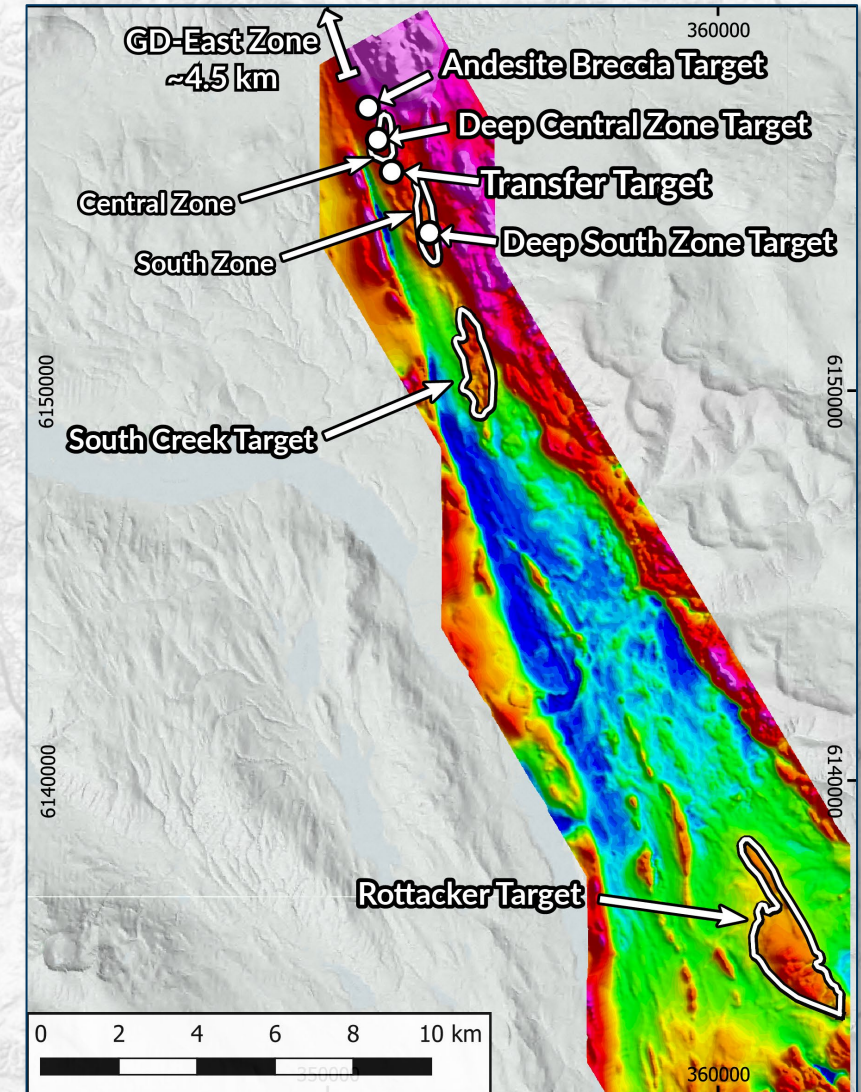 360000
GD-East Zone
~4.5 km
Andesite Breccia Target
Deep Central Zone Target
Transfer Target
Central Zone
Deep South Zone Target
South Zone
6150000
6150000
South Creek Target
6140000
6140000
Rottacker Target
0 2 4 6 8 10 km
350000
360000